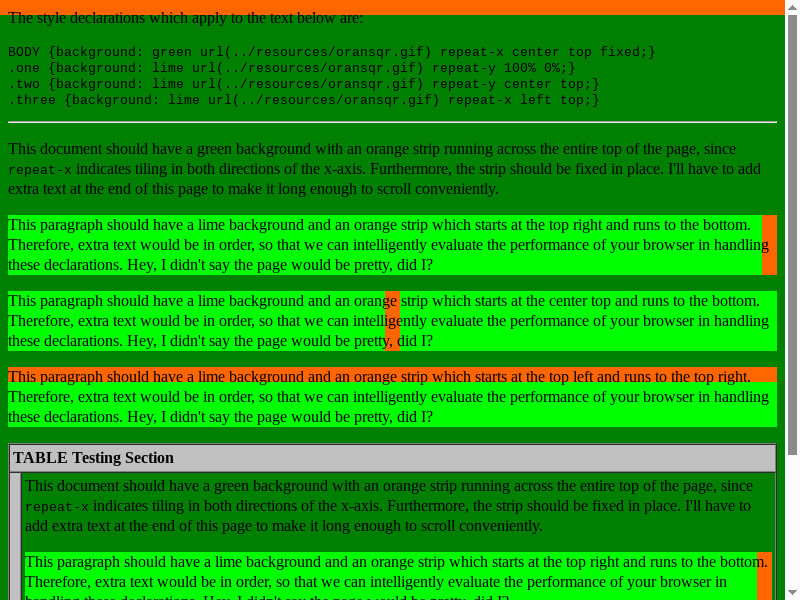 The style declarations which apply to the text below are:
BODY {background: green url(../resources/oransqr.gif) repeat-x center top fixed;}
.one {background: lime url(../resources/oransqr.gif) repeat-y 100% 0%;}
.two {background: lime url(../resources/oransqr.gif) repeat-y center top;}
.three {background: lime url(../resources/oransqr.gif) repeat-x left top;}
This document should have a green background with an orange strip running across the entire top of the page, since
repeat-x indicates tiling in both directions of the x-axis. Furthermore, the strip should be fixed in place. I'll have to add
extra text at the end of this page to make it long enough to scroll conveniently.
This paragraph should have a lime background and an orange strip which starts at the top right and runs to the bottom.
Therefore, extra text would be in order, so that we can intelligently evaluate the performance of your browser in handling
these declarations. Hey, I didn't say the page would be pretty, did I?
This paragraph should have a lime background and an orange strip which starts at the center top and runs to the bottom.
Therefore, extra text would be in order, so that we can intelligently evaluate the performance of your browser in handling
these declarations. Hey, I didn't say the page would be pretty, did I?
This paragraph should have a lime background and an orange strip which starts at the top left and runs to the top right.
Therefore, extra text would be in order, so that we can intelligently evaluate the performance of your browser in handling
these declarations. Hey, I didn't say the page would be pretty, did I?
TABLE Testing Section
This document should have a green background with an orange strip running across the entire top of the page, since
repeat-x indicates tiling in both directions of the x-axis. Furthermore, the strip should be fixed in place. I'll have to
add extra text at the end of this page to make it long enough to scroll conveniently.
This paragraph should have a lime background and an orange strip which starts at the top right and runs to the bottom.
Therefore, extra text would be in order, so that we can intelligently evaluate the performance of your browser in
handling these declarations. Hey, I didn't say the page would be pretty, did I?